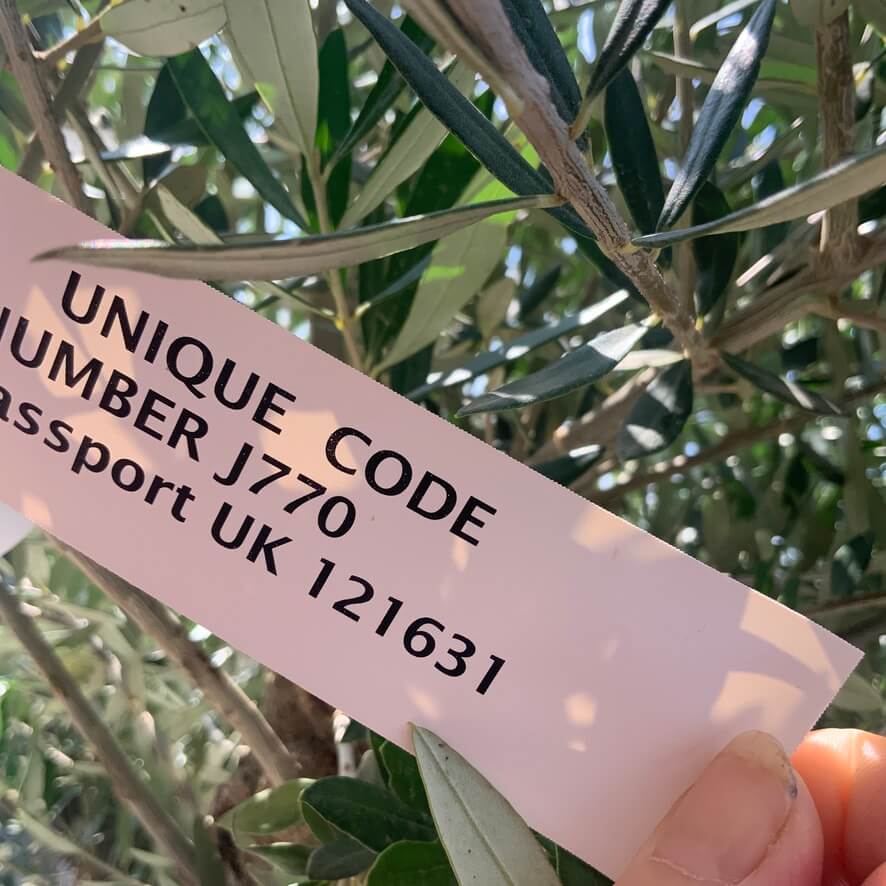 UNIQUE CODE
NUMBER J770
assport UK 121631